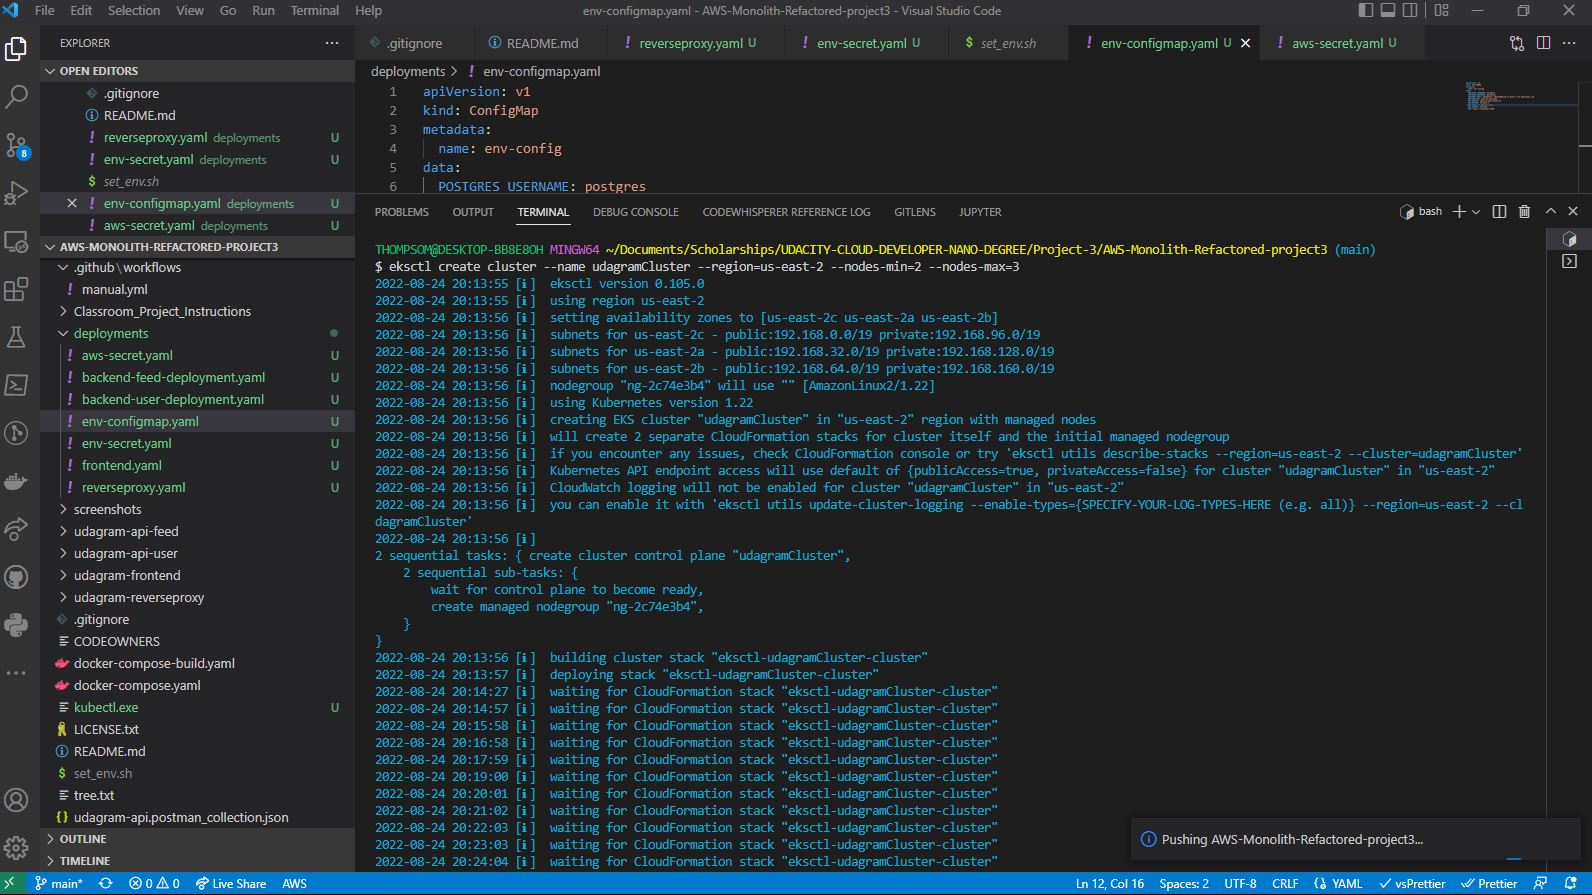 File Edit Selection View Go Run Terminal Help
env-configmap.yaml - AWS-Monolith-Refactored-project3 - Visual Studio Code
EXPLORER
OPEN EDITORS
.gitignore
README.md
reverseproxy.yaml deployments U
env-secret.yaml deployments U
$ set_env.sh
env-configmap.yaml deployments U
aws-secret.yaml deployments U
AWS-MONOLITH-REFACTORED-PROJECT3
.github\workflows
! manual.yml
Classroom_Project_Instructions
deployments
! aws-secret.yaml U
! backend-feed-deployment.yaml U
! backend-user-deployment.yaml U
! env-configmap.yaml U
! env-secret.yaml U
! frontend.yaml U
! reverseproxy.yaml U
screenshots
udagram-api-feed
udagram-api-user
udagram-frontend
udagram-reverseproxy
.gitignore
CODEOWNERS
docker-compose-build.yaml
docker-compose.yaml
kubectl.exe U
LICENSE.txt
README.md
$ set_env.sh
tree.txt
{} udagram-api.postman_collection.json
OUTLINE
TIMELINE
8
.gitignore
README.md
! reverseproxy.yaml U
! env-secret.yaml U
$ set_env.sh
! env-configmap.yaml U
! aws-secret.yaml U
deployments > ! env-configmap.yaml
1 apiVersion: v1
2 kind: ConfigMap
3 metadata:
4 name: env-config
5 data:
6 POSTGRES_USERNAME: postgres
PROBLEMS OUTPUT TERMINAL DEBUG CONSOLE CODEWHISPERER REFERENCE LOG GITLENS JUPYTER
bash
THOMPSOM@DESKTOP-BB8E8OH MINGW64 ~/Documents/Scholarships/UDACITY-CLOUD-DEVELOPER-NANO-DEGREE/Project-3/AWS-Monolith-Refactored-project3 (main)
$ eksctl create cluster --name udagramCluster --region=us-east-2 --nodes-min=2 --nodes-max=3
2022-08-24 20:13:55 [ℹ] eksctl version 0.105.0
2022-08-24 20:13:55 [ℹ] using region us-east-2
2022-08-24 20:13:56 [ℹ] setting availability zones to [us-east-2c us-east-2a us-east-2b]
2022-08-24 20:13:56 [ℹ] subnets for us-east-2c - public:192.168.0.0/19 private:192.168.96.0/19
2022-08-24 20:13:56 [ℹ] subnets for us-east-2a - public:192.168.32.0/19 private:192.168.128.0/19
2022-08-24 20:13:56 [ℹ] subnets for us-east-2b - public:192.168.64.0/19 private:192.168.160.0/19
2022-08-24 20:13:56 [ℹ] nodegroup "ng-2c74e3b4" will use "" [AmazonLinux2/1.22]
2022-08-24 20:13:56 [ℹ] using Kubernetes version 1.22
2022-08-24 20:13:56 [ℹ] creating EKS cluster "udagramCluster" in "us-east-2" region with managed nodes
2022-08-24 20:13:56 [ℹ] will create 2 separate CloudFormation stacks for cluster itself and the initial managed nodegroup
2022-08-24 20:13:56 [ℹ] if you encounter any issues, check CloudFormation console or try 'eksctl utils describe-stacks --region=us-east-2 --cluster=udagramCluster'
2022-08-24 20:13:56 [ℹ] Kubernetes API endpoint access will use default of {publicAccess=true, privateAccess=false} for cluster "udagramCluster" in "us-east-2"
2022-08-24 20:13:56 [ℹ] CloudWatch logging will not be enabled for cluster "udagramCluster" in "us-east-2"
2022-08-24 20:13:56 [ℹ] you can enable it with 'eksctl utils update-cluster-logging --enable-types={SPECIFY-YOUR-LOG-TYPES-HERE (e.g. all)} --region=us-east-2 --cl
dagramCluster'
2022-08-24 20:13:56 [ℹ]
2 sequential tasks: { create cluster control plane "udagramCluster",
2 sequential sub-tasks: {
wait for control plane to become ready,
create managed nodegroup "ng-2c74e3b4",
}
}
2022-08-24 20:13:56 [ℹ] building cluster stack "eksctl-udagramCluster-cluster"
2022-08-24 20:13:57 [ℹ] deploying stack "eksctl-udagramCluster-cluster"
2022-08-24 20:14:27 [ℹ] waiting for CloudFormation stack "eksctl-udagramCluster-cluster"
2022-08-24 20:14:57 [ℹ] waiting for CloudFormation stack "eksctl-udagramCluster-cluster"
2022-08-24 20:15:58 [ℹ] waiting for CloudFormation stack "eksctl-udagramCluster-cluster"
2022-08-24 20:16:58 [ℹ] waiting for CloudFormation stack "eksctl-udagramCluster-cluster"
2022-08-24 20:17:59 [ℹ] waiting for CloudFormation stack "eksctl-udagramCluster-cluster"
2022-08-24 20:19:00 [ℹ] waiting for CloudFormation stack "eksctl-udagramCluster-cluster"
2022-08-24 20:20:01 [ℹ] waiting for CloudFormation stack "eksctl-udagramCluster-cluster"
2022-08-24 20:21:02 [ℹ] waiting for CloudFormation stack "eksctl-udagramCluster-cluster"
2022-08-24 20:22:03 [ℹ] waiting for CloudFormation stack "eksctl-udagramCluster-cluster"
2022-08-24 20:23:03 [ℹ] waiting for CloudFormation stack "eksctl-udagramCluster-cluster"
2022-08-24 20:24:04 [ℹ] waiting for CloudFormation stack "eksctl-udagramCluster-cluster"
Pushing AWS-Monolith-Refactored-project3...
main* 0 0 Live Share AWS
Ln 12, Col 16 Spaces: 2 UTF-8 CRLF YAML vsPrettier Prettier